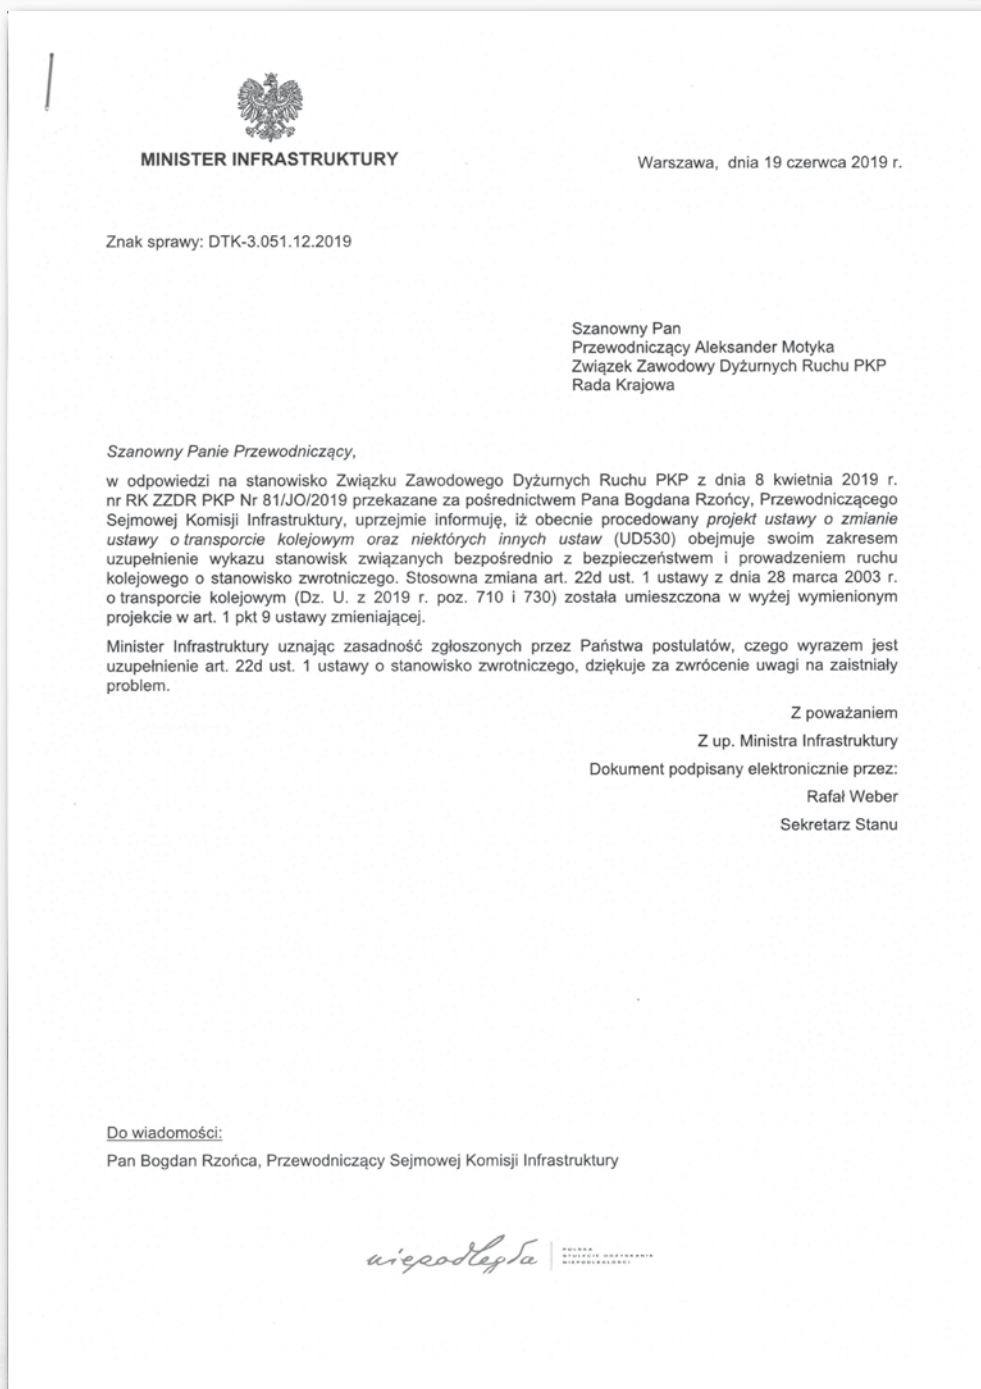 MINISTER INFRASTRUKTURY
Warszawa, dnia 19 czerwca 2019 r.
Znak sprawy: DTK-3.051.12.2019
Szanowny Pan
Przewodniczący Aleksander Motyka
Związek Zawodowy Dyżurnych Ruchu PKP
Rada Krajowa
Szanowny Panie Przewodniczący,
w odpowiedzi na stanowisko Związku Zawodowego Dyżurnych Ruchu PKP z dnia 8 kwietnia 2019 r.
nr RK ZZDR PKP Nr 81/JO/2019 przekazane za pośrednictwem Pana Bogdana Rzońcy, Przewodniczącego
Sejmowej Komisji Infrastruktury, uprzejmie informuję, iż obecnie procedowany projekt ustawy o zmianie
ustawy o transporcie kolejowym oraz niektórych innych ustaw (UD530) obejmuje swoim zakresem
uzupełnienie wykazu stanowisk związanych bezpośrednio z bezpieczeństwem i prowadzeniem ruchu
kolejowego o stanowisko zwrotniczego. Stosowna zmiana art. 22d ust. 1 ustawy z dnia 28 marca 2003 r.
o transporcie kolejowym (Dz. U. z 2019 r. poz. 710 i 730) została umieszczona w wyżej wymienionym
projekcie w art. 1 pkt 9 ustawy zmieniającej.
Minister Infrastruktury uznając zasadność zgłoszonych przez Państwa postulatów, czego wyrazem jest
uzupełnienie art. 22d ust. 1 ustawy o stanowisko zwrotniczego, dziękuje za zwrócenie uwagi na zaistniały
problem.
Z poważaniem
Z up. Ministra Infrastruktury
Dokument podpisany elektronicznie przez:
Rafał Weber
Sekretarz Stanu
Do wiadomości:
Pan Bogdan Rzońca, Przewodniczący Sejmowej Komisji Infrastruktury
niepodległa
POLSKA
STULECIE ODZYSKANIA
NIEPODLEGŁOŚCI